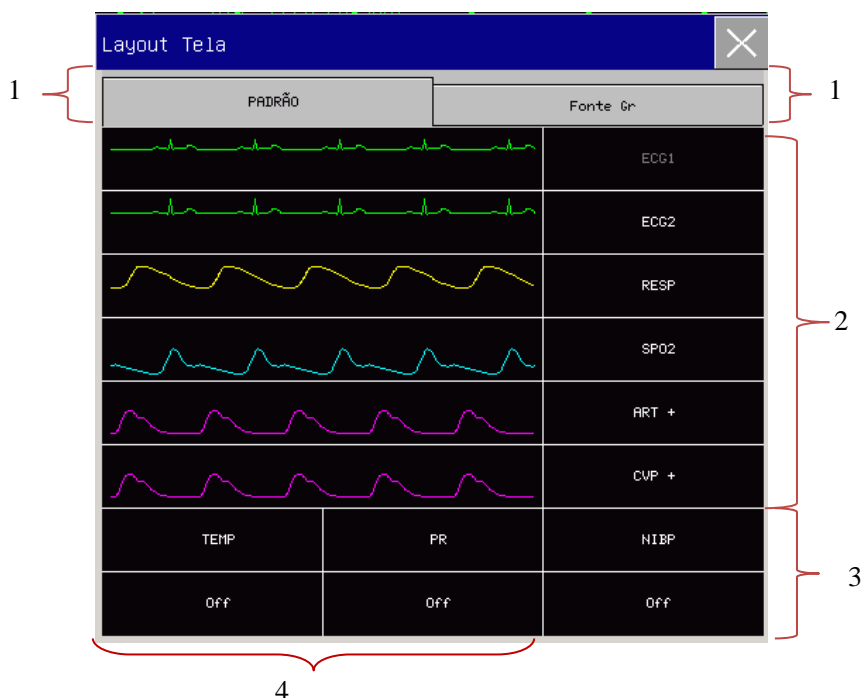 Layout Tela
1
PADRÃO
Fonte Gr
1
ECG1
ECG2
RESP
SPO2
ART +
CVP +
2
TEMP PR NIBP
Off Off Off
3
4